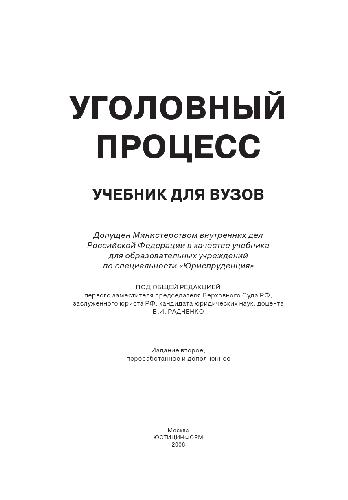 УГОЛОВНЫЙ
ПРОЦЕСС
УЧЕБНИК ДЛЯ ВУЗОВ
Допущен Министерством внутренних дел
Российской Федерации в качестве учебника
для образовательных учреждений
по специальности «Юриспруденция»
ПОД ОБЩЕЙ РЕДАКЦИЕЙ
первого заместителя председателя Верховного Суда РФ,
заслуженного юриста РФ, кандидата юридических наук, доцента
В.И. РАДЧЕНКО
Издание второе,
переработанное и дополненное
Москва
ЮСТИЦИНФОРМ
2006